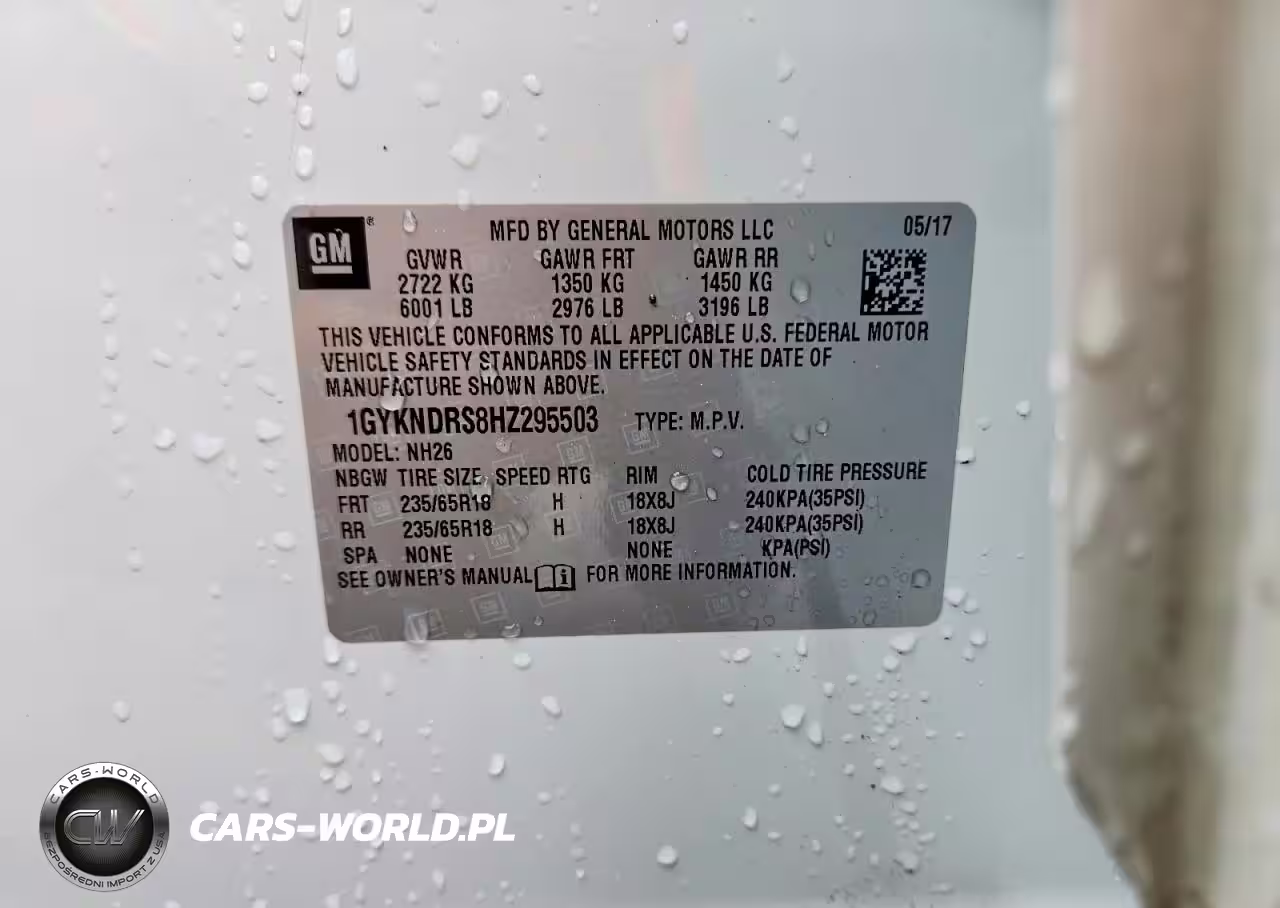 GM ®
MFD BY GENERAL MOTORS LLC 05/17
GVWR GAWR FRT GAWR RR
2722 KG 1350 KG 1450 KG
6001 LB 2976 LB 3196 LB
THIS VEHICLE CONFORMS TO ALL APPLICABLE U.S. FEDERAL MOTOR
VEHICLE SAFETY STANDARDS IN EFFECT ON THE DATE OF
MANUFACTURE SHOWN ABOVE.
1GYKNDRS8HZ295503 TYPE: M.P.V.
MODEL: NH26
NBGW TIRE SIZE SPEED RTG RIM COLD TIRE PRESSURE
FRT 235/65R18 H 18X8J 240KPA(35PSI)
RR 235/65R18 H 18X8J 240KPA(35PSI)
SPA NONE NONE KPA(PSI)
SEE OWNER'S MANUAL FOR MORE INFORMATION.
CARS-WORLD
CW
BEZPOŚREDNI IMPORT Z USA
CARS-WORLD.PL